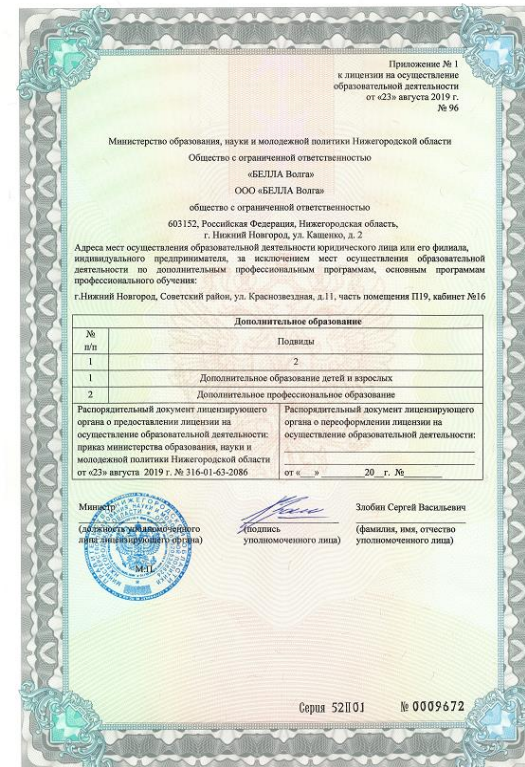 Приложение № 1
к лицензии на осуществление
образовательной деятельности
от «23» августа 2019 г.
№ 96
Министерство образования, науки и молодежной политики Нижегородской области
Общество с ограниченной ответственностью
«БЕЛЛА Волга»
ООО «БЕЛЛА Волга»
общество с ограниченной ответственностью
603152, Российская Федерация, Нижегородская область,
г. Нижний Новгород, ул. Кащенко, д. 2
Адреса мест осуществления образовательной деятельности юридического лица или его филиала,
индивидуального предпринимателя, за исключением мест осуществления образовательной
деятельности по дополнительным профессиональным программам, основным программам
профессионального обучения:
г.Нижний Новгород, Советский район, ул. Краснозвездная, д.11, часть помещения П19, кабинет №16
Дополнительное образование
№
п/п
Подвиды
1
2
1
Дополнительное образование детей и взрослых
2
Дополнительное профессиональное образование
Распорядительный документ лицензирующего
органа о предоставлении лицензии на
осуществление образовательной деятельности:
приказ министерства образования, науки и
молодежной политики Нижегородской области
от «23» августа 2019 г. № 316-01-63-2086
Распорядительный документ лицензирующего
органа о переоформлении лицензии на
осуществление образовательной деятельности:
от «___» __________20__г. №________
Министр
Злобин Сергей Васильевич
(должность уполномоченного
лица лицензирующего органа)
(подпись
уполномоченного лица)
(фамилия, имя, отчество
уполномоченного лица)
М.П.
Серия 52П01
№ 0009672